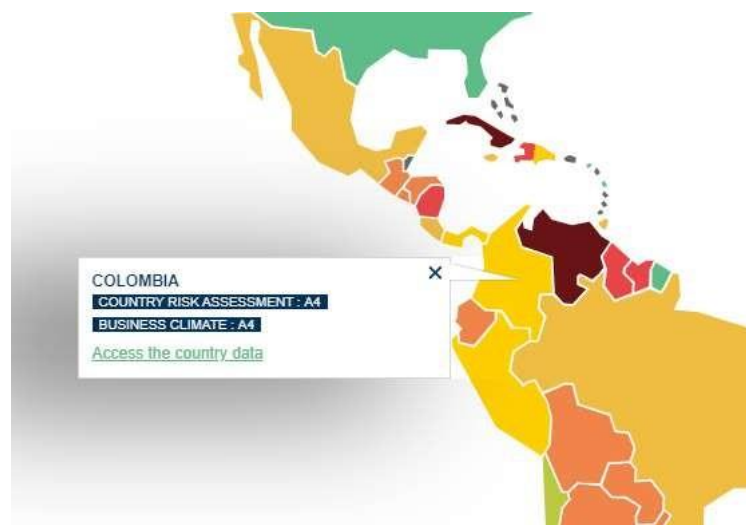 COLOMBIA
COUNTRY RISK ASSESSMENT : A4
BUSINESS CLIMATE : A4
Access the country data